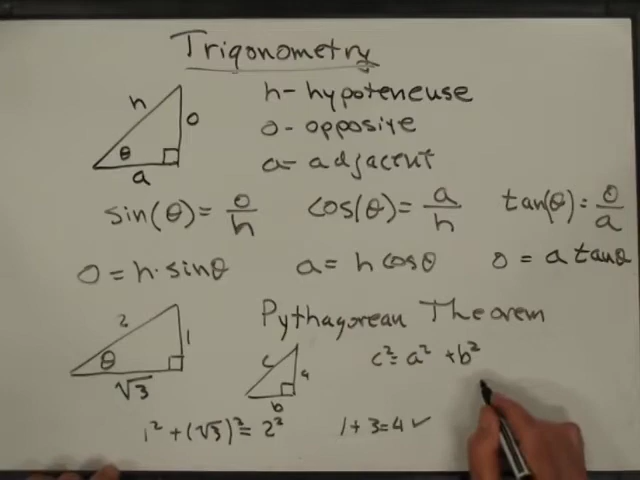 Trigonometry
h
o
θ
a
h - hypoteneuse
o - opposite
a = adjacent
sin(θ) = o/h
cos(θ) = a/h
tan(θ) = o/a
o = h · sinθ
a = h cosθ
o = a tanθ
2
1
θ
√3
Pythagorean Theorem
c
a
b
c² = a² + b²
1² + (√3)² = 2²
1 + 3 = 4 ✓